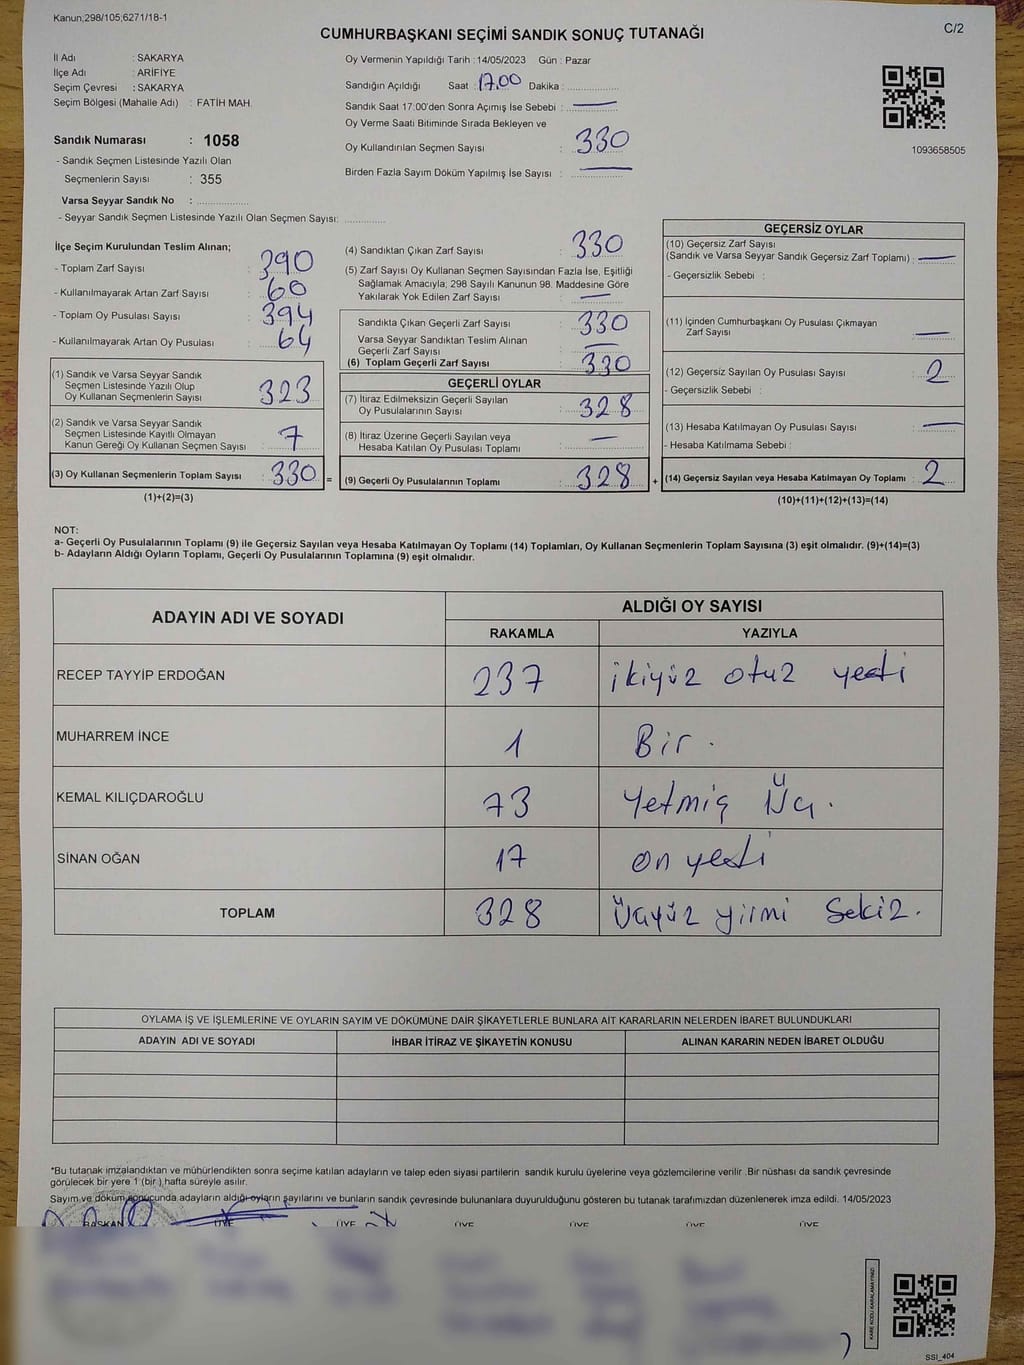 Kanun;298/105;6271/18-1
C/2
CUMHURBAŞKANI SEÇİMİ SANDIK SONUÇ TUTANAĞI
İl Adı : SAKARYA
İlçe Adı : ARİFİYE
Seçim Çevresi : SAKARYA
Seçim Bölgesi (Mahalle Adı) : FATİH MAH.
Sandık Numarası : 1058
- Sandık Seçmen Listesinde Yazılı Olan
Seçmenlerin Sayısı : 355
Varsa Seyyar Sandık No : ..................
- Seyyar Sandık Seçmen Listesinde Yazılı Olan Seçmen Sayısı: ..............
Oy Vermenin Yapıldığı Tarih : 14/05/2023 Gün : Pazar
Sandığın Açıldığı Saat : 17.00 Dakika : ..................
Sandık Saat 17:00'den Sonra Açımış İse Sebebi : —
Oy Verme Saati Bitiminde Sırada Bekleyen ve
Oy Kullandırılan Seçmen Sayısı : 330
Birden Fazla Sayım Döküm Yapılmış İse Sayısı : —
1093658505
İlçe Seçim Kurulundan Teslim Alınan;
- Toplam Zarf Sayısı : 390
- Kullanılmayarak Artan Zarf Sayısı : 60
- Toplam Oy Pusulası Sayısı : 394
- Kullanılmayarak Artan Oy Pusulası : 64
(1) Sandık ve Varsa Seyyar Sandık
Seçmen Listesinde Yazılı Olup
Oy Kullanan Seçmenlerin Sayısı : 323
(2) Sandık ve Varsa Seyyar Sandık
Seçmen Listesinde Kayıtlı Olmayan
Kanun Gereği Oy Kullanan Seçmen Sayısı : 7
(3) Oy Kullanan Seçmenlerin Toplam Sayısı : 330 =
(1)+(2)=(3)
(4) Sandıktan Çıkan Zarf Sayısı : 330
(5) Zarf Sayısı Oy Kullanan Seçmen Sayısından Fazla İse, Eşitliği
Sağlamak Amacıyla; 298 Sayılı Kanunun 98. Maddesine Göre
Yakılarak Yok Edilen Zarf Sayısı : —
Sandıkta Çıkan Geçerli Zarf Sayısı : 330
Varsa Seyyar Sandıktan Teslim Alınan
Geçerli Zarf Sayısı : —
(6) Toplam Geçerli Zarf Sayısı : 330
GEÇERLİ OYLAR
(7) İtiraz Edilmeksizin Geçerli Sayılan
Oy Pusulalarının Sayısı : 328
(8) İtiraz Üzerine Geçerli Sayılan veya
Hesaba Katılan Oy Pusulası Toplamı : —
(9) Geçerli Oy Pusulalarının Toplamı : 328 +
GEÇERSİZ OYLAR
(10) Geçersiz Zarf Sayısı
(Sandık ve Varsa Seyyar Sandık Geçersiz Zarf Toplamı) : —
- Geçersizlik Sebebi :
(11) İçinden Cumhurbaşkanı Oy Pusulası Çıkmayan
Zarf Sayısı : —
(12) Geçersiz Sayılan Oy Pusulası Sayısı : 2
- Geçersizlik Sebebi :
(13) Hesaba Katılmayan Oy Pusulası Sayısı : —
- Hesaba Katılmama Sebebi :
(14) Geçersiz Sayılan veya Hesaba Katılmayan Oy Toplamı : 2
(10)+(11)+(12)+(13)=(14)
NOT:
a- Geçerli Oy Pusulalarının Toplamı (9) ile Geçersiz Sayılan veya Hesaba Katılmayan Oy Toplamı (14) Toplamları, Oy Kullanan Seçmenlerin Toplam Sayısına (3) eşit olmalıdır. (9)+(14)=(3)
b- Adayların Aldığı Oyların Toplamı, Geçerli Oy Pusulalarının Toplamına (9) eşit olmalıdır.
ADAYIN ADI VE SOYADI ALDIĞI OY SAYISI
RAKAMLA YAZIYLA
RECEP TAYYİP ERDOĞAN 237 ikiyüz otuz yedi
MUHARREM İNCE 1 Bir.
KEMAL KILIÇDAROĞLU 73 Yetmiş Üç.
SİNAN OĞAN 17 on yedi
TOPLAM 328 Üçyüz yirmi Sekiz.
OYLAMA İŞ VE İŞLEMLERİNE VE OYLARIN SAYIM VE DÖKÜMÜNE DAİR ŞİKAYETLERLE BUNLARA AİT KARARLARIN NELERDEN İBARET BULUNDUKLARI
ADAYIN ADI VE SOYADI İHBAR İTİRAZ VE ŞİKAYETİN KONUSU ALINAN KARARIN NEDEN İBARET OLDUĞU
*Bu tutanak imzalandıktan ve mühürlendikten sonra seçime katılan adayların ve talep eden siyasi partilerin sandık kurulu üyelerine veya gözlemcilerine verilir. Bir nüshası da sandık çevresinde
görülecek bir yere 1 (bir ) hafta süreyle asılır.
Sayım ve döküm sonucunda adayların aldığı oyların sayılarını ve bunların sandık çevresinde bulunanlara duyurulduğunu gösteren bu tutanak tarafımızdan düzenlenerek imza edildi. 14/05/2023
BAŞKAN ÜYE ÜYE ÜYE ÜYE ÜYE ÜYE
KARE KODU KARALAMAYINIZ!
SSI_404